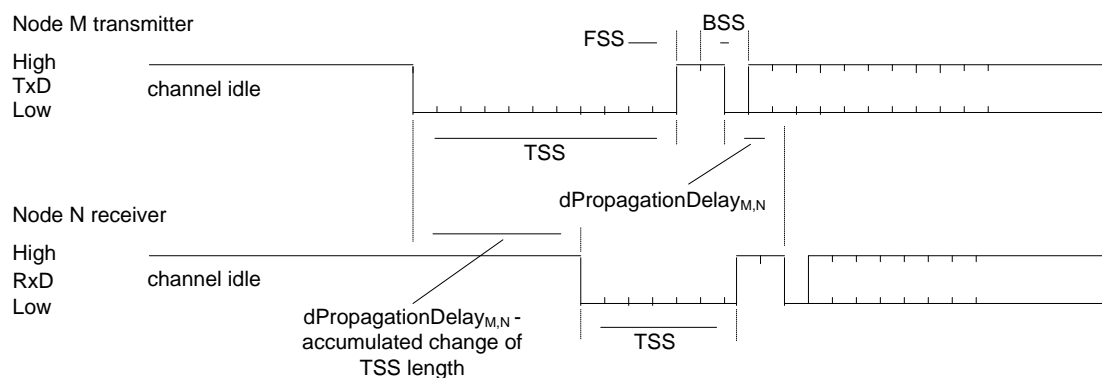 Node M transmitter
FSS
BSS
High
TxD
Low
channel idle
TSS
dPropagationDelayM,N
Node N receiver
High
RxD
Low
channel idle
dPropagationDelayM,N -
accumulated change of
TSS length
TSS